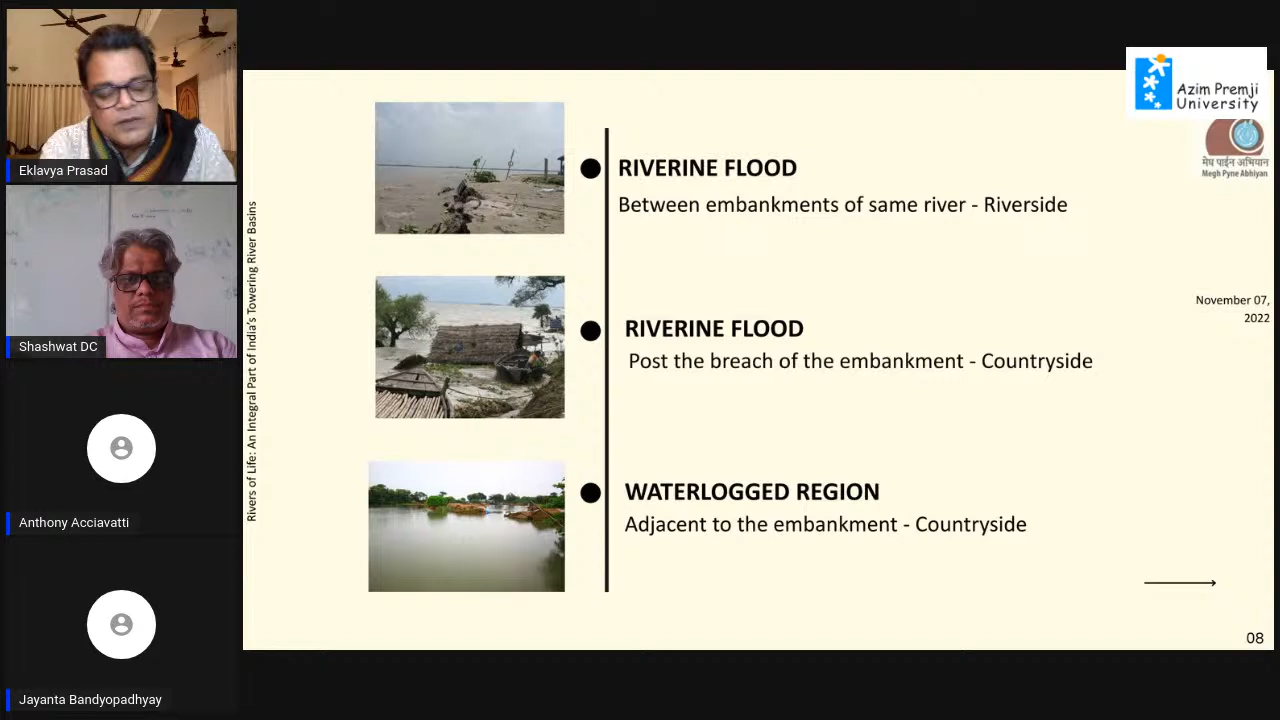 Eklavya Prasad
Shashwat DC
Anthony Acciavatti
Jayanta Bandyopadhyay
Rivers of Life: An Integral Part of India's Towering River Basins
RIVERINE FLOOD
Between embankments of same river - Riverside
RIVERINE FLOOD
Post the breach of the embankment - Countryside
WATERLOGGED REGION
Adjacent to the embankment - Countryside
Azim Premji
University
मेघ पाईन अभियान
Megh Pyne Abhiyan
November 07,
2022
08